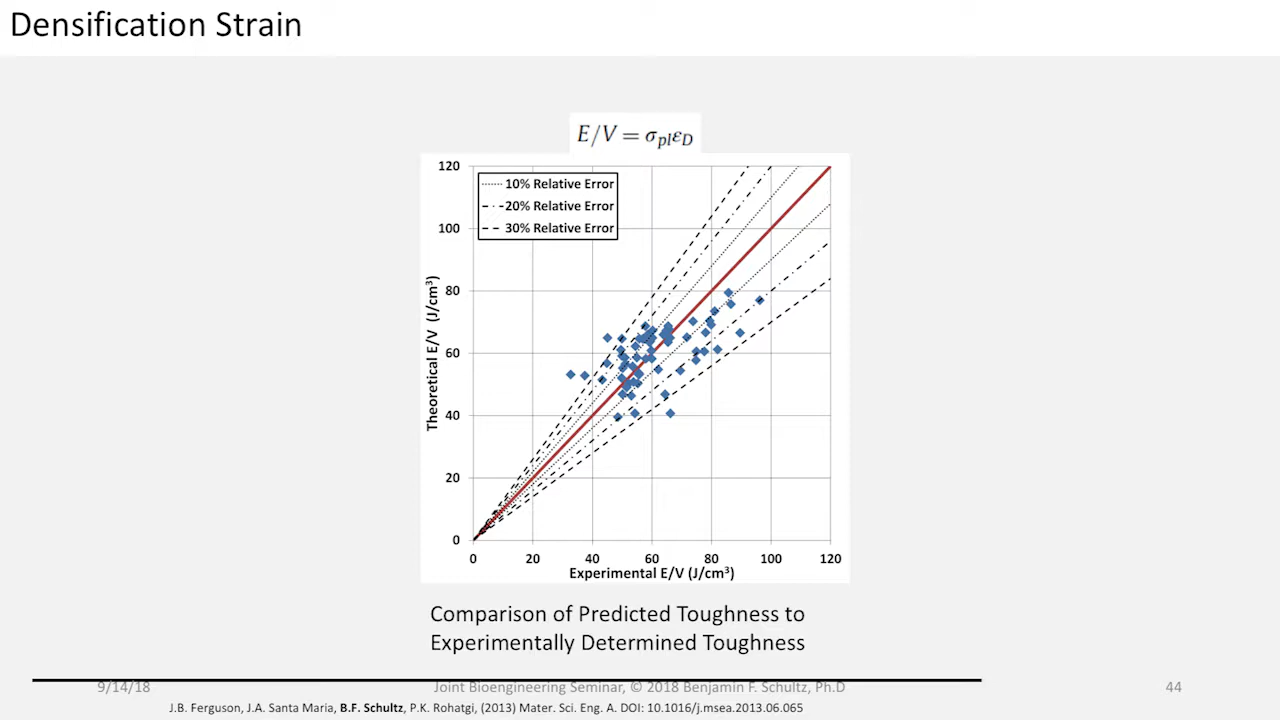 Densification Strain
E/V = σplεD
120
10% Relative Error
20% Relative Error
30% Relative Error
100
80
60
40
20
0
Theoretical E/V (J/cm³)
0 20 40 60 80 100 120
Experimental E/V (J/cm³)
Comparison of Predicted Toughness to
Experimentally Determined Toughness
9/14/18 Joint Bioengineering Seminar, © 2018 Benjamin F. Schultz, Ph.D 44
J.B. Ferguson, J.A. Santa Maria, B.F. Schultz, P.K. Rohatgi, (2013) Mater. Sci. Eng. A. DOI: 10.1016/j.msea.2013.06.065